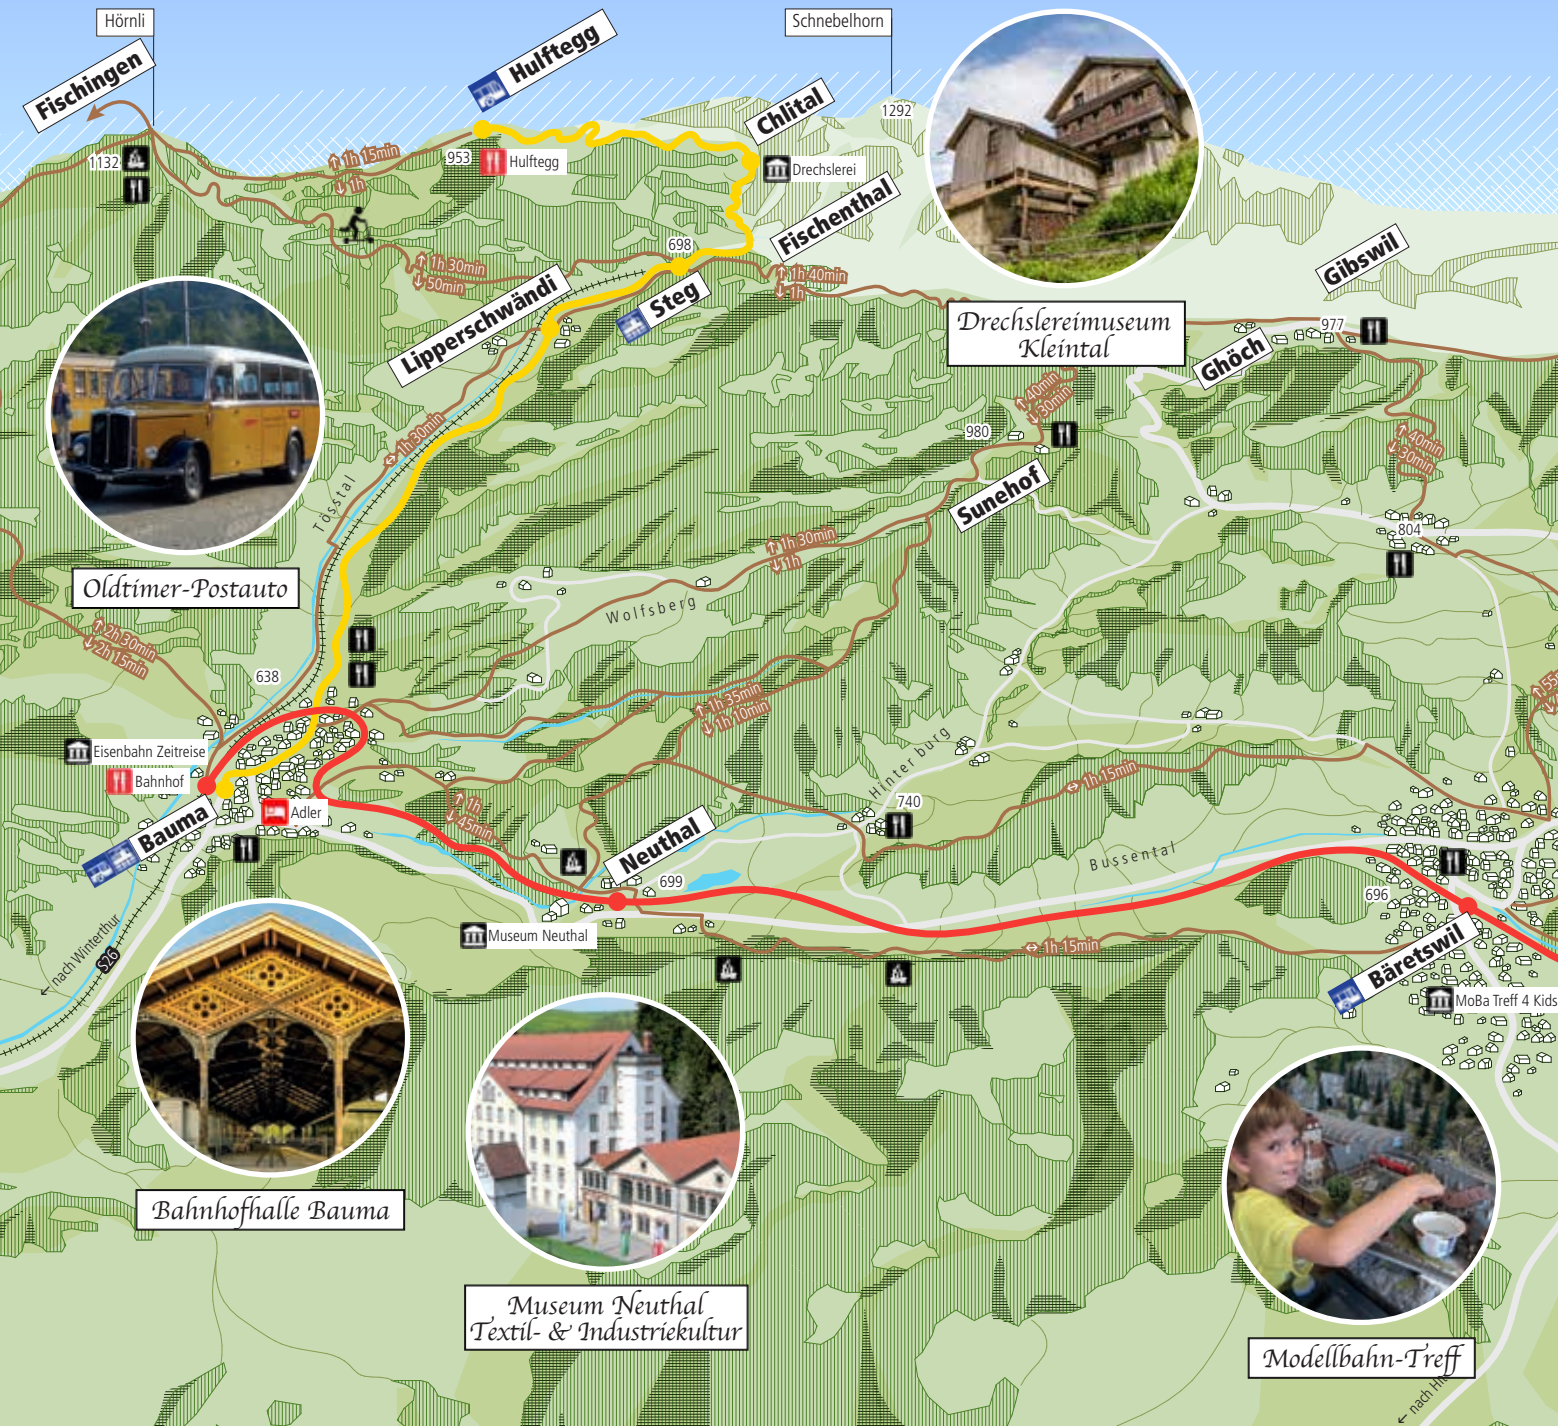 Hörnli
Schnebelhorn
Hulftegg
Fischingen
1292
Chlital
1132
1h 15min
1h
953
Hulftegg
Drechslerei
Fischenthal
698
1h 30min
50min
1h 40min
1h
Gibswil
Lipperschwändi
Steg
Drechslereimuseum
Kleintal
977
Ghöch
40min
30min
1h 30min
980
40min
30min
Tösstal
Sunehof
804
1h 30min
1h
Oldtimer-Postauto
Wolfsberg
2h 30min
2h 15min
638
1h 35min
1h 10min
55
Eisenbahn Zeitreise
Bahnhof
Hinterburg
1h 15min
Adler
1h
45min
740
Bauma
Neuthal
699
Bussental
696
nach Winterthur
S26
Museum Neuthal
1h 15min
Bäretswil
MoBa Treff 4 Kids
Bahnhofhalle Bauma
Museum Neuthal
Textil- & Industriekultur
Modellbahn-Treff
nach